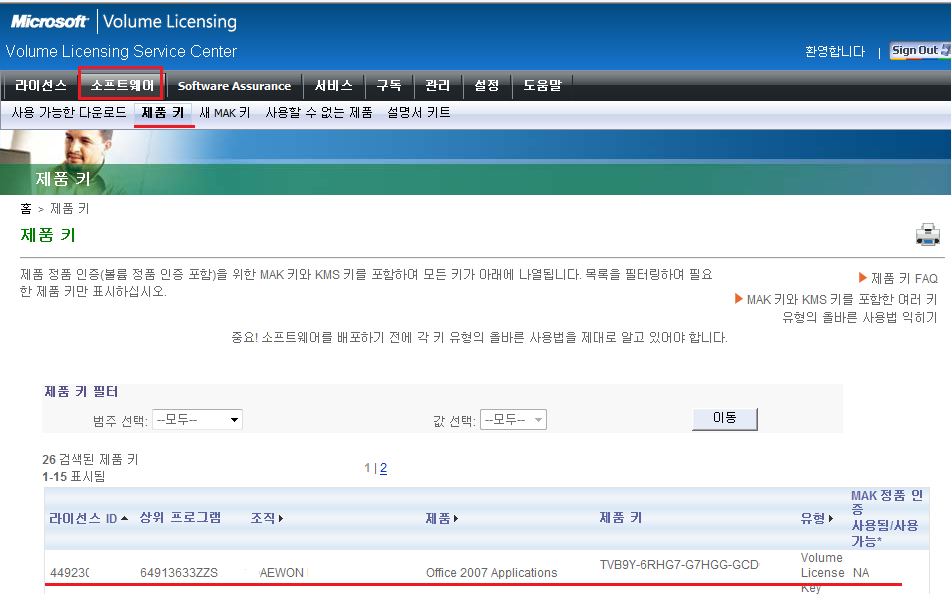 Microsoft Volume Licensing
Volume Licensing Service Center
환영합니다 | Sign Out
라이선스 소프트웨어 Software Assurance 서비스 구독 관리 설정 도움말
사용 가능한 다운로드 제품 키 새 MAK 키 사용할 수 없는 제품 설명서 키트
제품 키
홈 > 제품 키
제품 키
제품 정품 인증(볼륨 정품 인증 포함)을 위한 MAK 키와 KMS 키를 포함하여 모든 키가 아래에 나열됩니다. 목록을 필터링하여 필요
한 제품 키만 표시하십시오.
제품 키 FAQ
MAK 키와 KMS 키를 포함한 여러 키
유형의 올바른 사용법 익히기
중요! 소프트웨어를 배포하기 전에 각 키 유형의 올바른 사용법을 제대로 알고 있어야 합니다.
제품 키 필터
범주 선택: --모두-- 값 선택: --모두-- 이동
26 검색된 제품 키
1-15 표시됨
1 | 2
라이선스 ID 상위 프로그램 조직 제품 제품 키 유형 MAK 정품 인
증
사용됨/사용
가능*
44923 64913633ZZS AEWON Office 2007 Applications TVB9Y-6RHG7-G7HGG-GCD Volume
License NA
Key